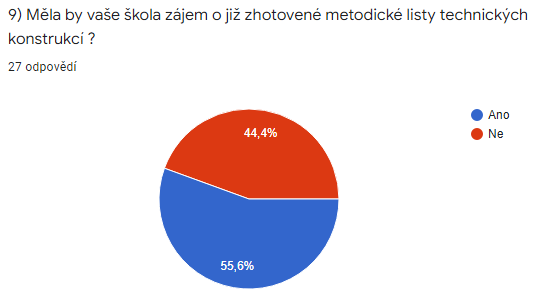 9) Měla by vaše škola zájem o již zhotovené metodické listy technických
konstrukcí ?
27 odpovědí
Ano
Ne
44,4%
55,6%